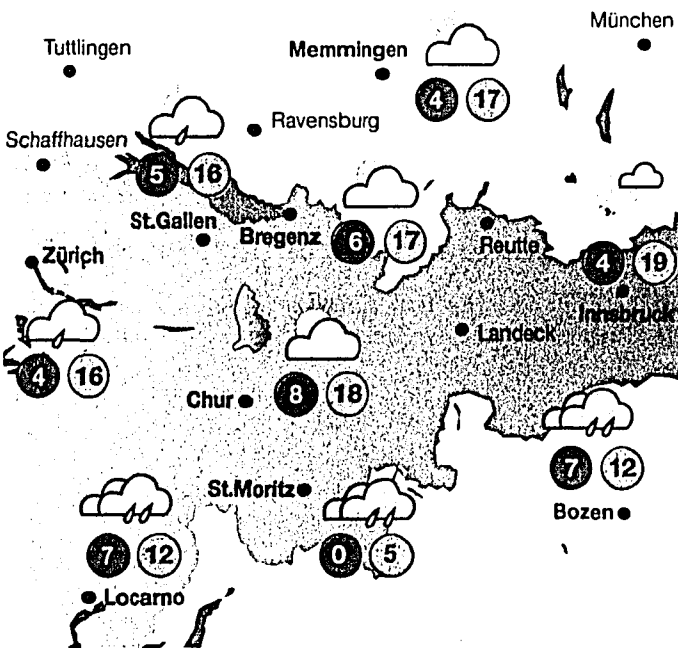 München
Tuttlingen
Memmingen
4 17
Ravensburg
Schaffhausen
5 16
St.Gallen
Bregenz
6 17
Reutte
Zürich
4 19
Innsbruck
Landeck
4 16
Chur
8 18
7 12
St.Moritz
Bozen
7 12
0 5
Locarno